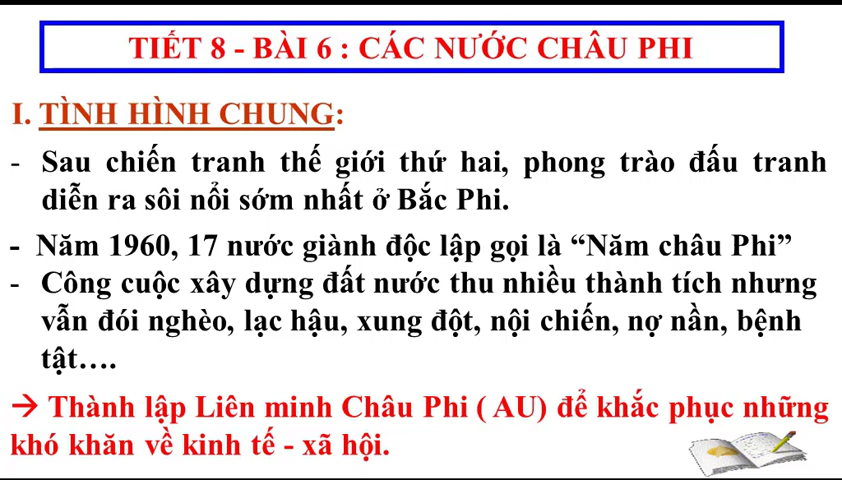 TIẾT 8 - BÀI 6 : CÁC NƯỚC CHÂU PHI
I. TÌNH HÌNH CHUNG:
- Sau chiến tranh thế giới thứ hai, phong trào đấu tranh
diễn ra sôi nổi sớm nhất ở Bắc Phi.
- Năm 1960, 17 nước giành độc lập gọi là “Năm châu Phi”
- Công cuộc xây dựng đất nước thu nhiều thành tích nhưng
vẫn đói nghèo, lạc hậu, xung đột, nội chiến, nợ nần, bệnh
tật….
→ Thành lập Liên minh Châu Phi ( AU) để khắc phục những
khó khăn về kinh tế - xã hội.